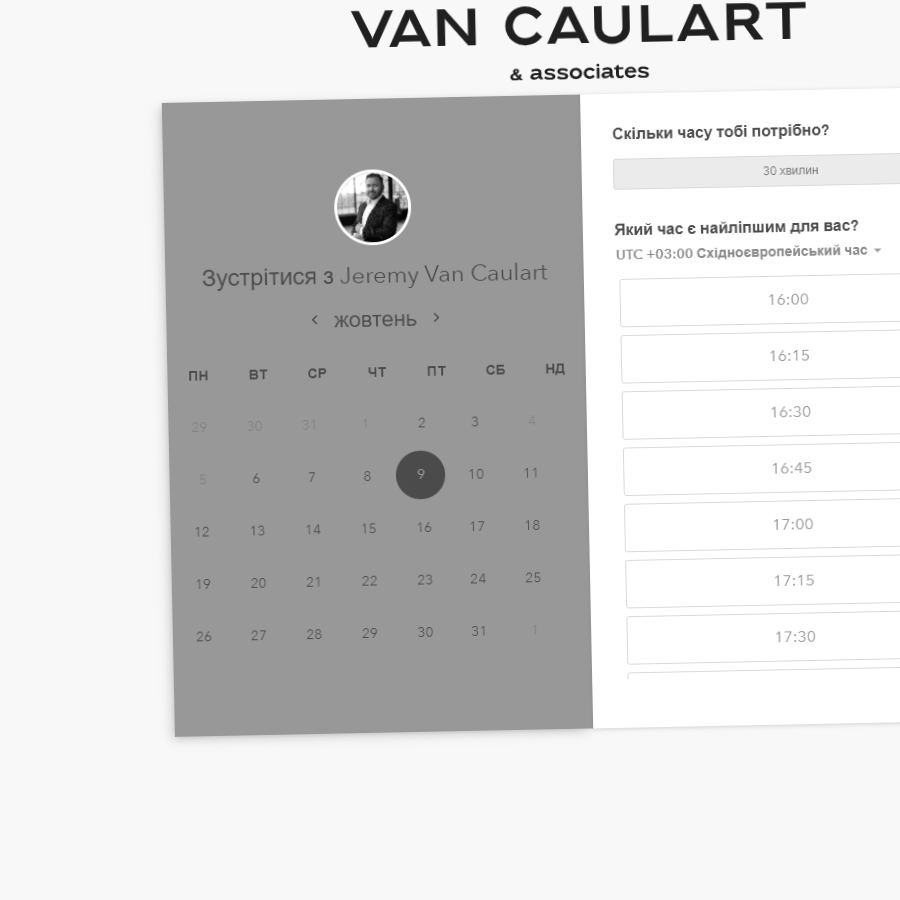 VAN CAULART
& associates
Зустрітися з Jeremy Van Caulart
жовтень
ПН ВТ СР ЧТ ПТ СБ НД
29 30 31 1 2 3 4
5 6 7 8 9 10 11
12 13 14 15 16 17 18
19 20 21 22 23 24 25
26 27 28 29 30 31 1
Скільки часу тобі потрібно?
30 хвилин
Який час є найліпшим для вас?
UTC +03:00 Східноєвропейський час
16:00
16:15
16:30
16:45
17:00
17:15
17:30